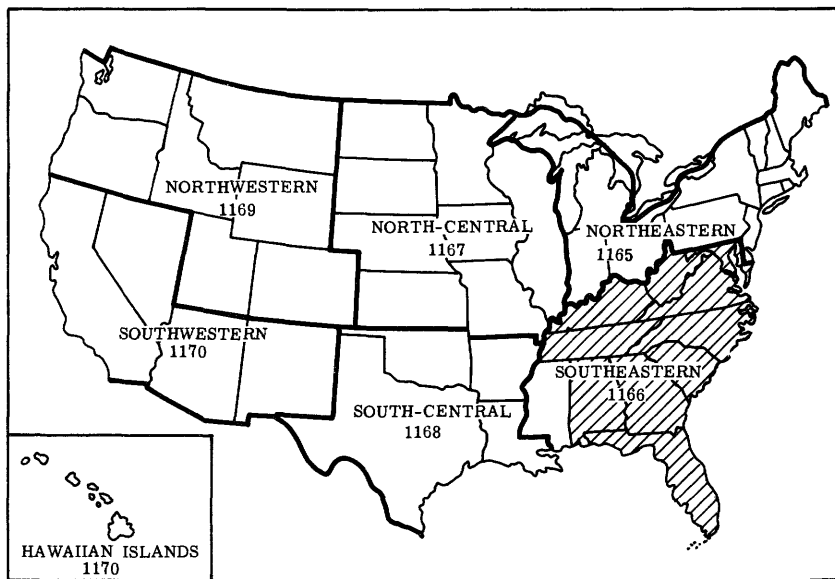 NORTHWESTERN
1169
NORTH-CENTRAL
1167
NORTHEASTERN
1165
SOUTHWESTERN
1170
SOUTHEASTERN
1166
SOUTH-CENTRAL
1168
HAWAIIAN ISLANDS
1170